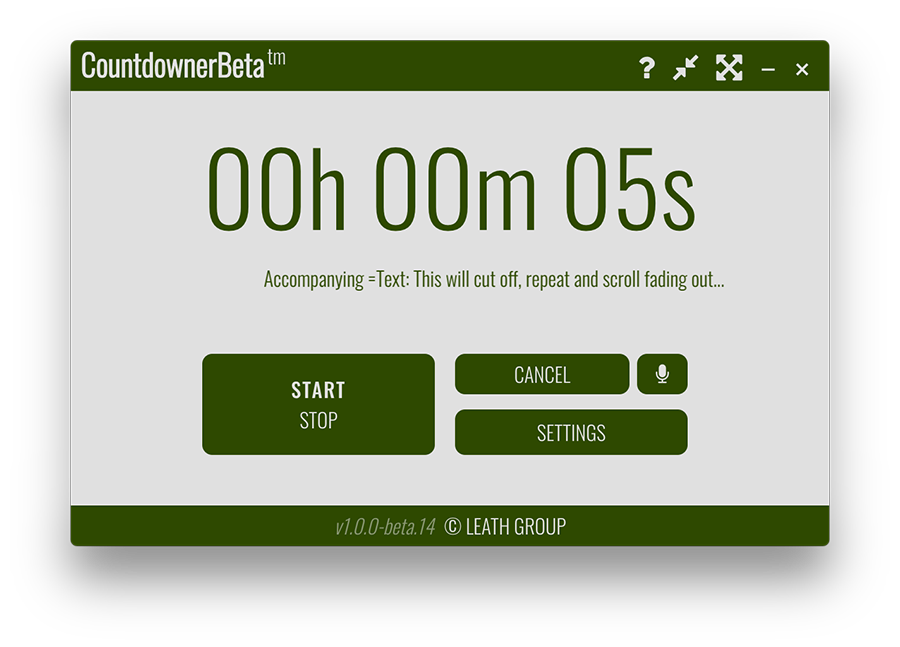 CountdownerBeta tm
?
00h 00m 05s
Accompanying =Text: This will cut off, repeat and scroll fading out...
START
STOP
CANCEL
SETTINGS
v1.0.0-beta.14 © LEATH GROUP